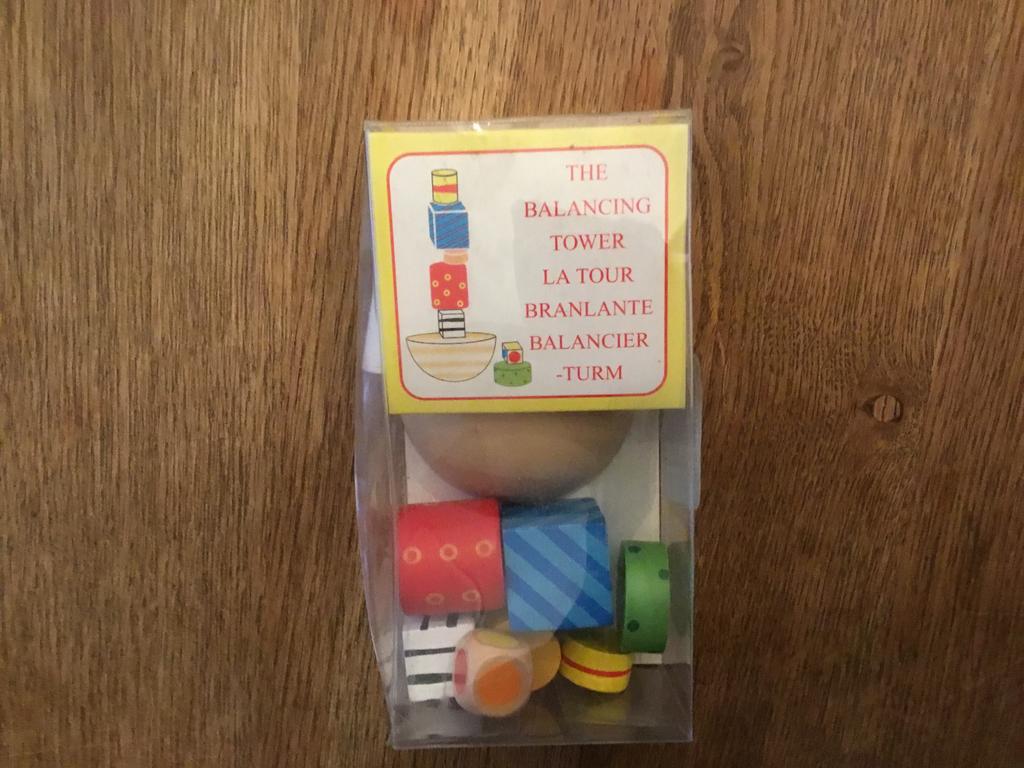 THE
BALANCING
TOWER
LA TOUR
BRANLANTE
BALANCIER
-TURM